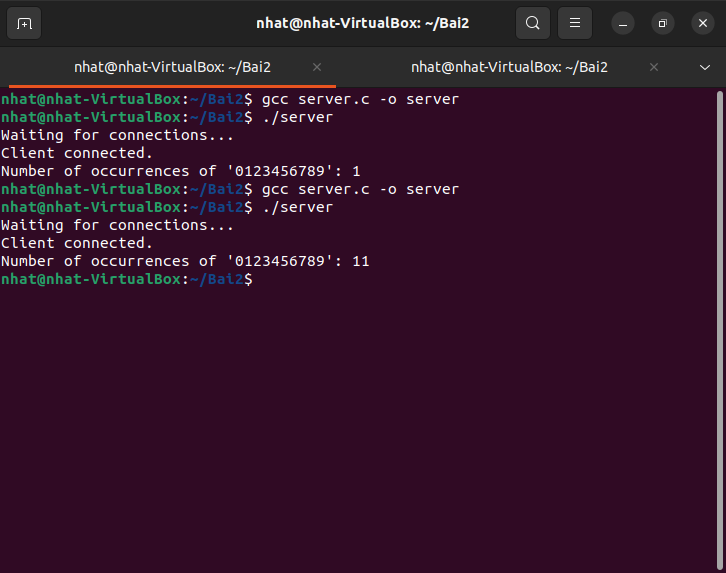 nhat@nhat-VirtualBox: ~/Bai2
nhat@nhat-VirtualBox: ~/Bai2 × nhat@nhat-VirtualBox: ~/Bai2 ×
nhat@nhat-VirtualBox:~/Bai2$ gcc server.c -o server
nhat@nhat-VirtualBox:~/Bai2$ ./server
Waiting for connections...
Client connected.
Number of occurrences of '0123456789': 1
nhat@nhat-VirtualBox:~/Bai2$ gcc server.c -o server
nhat@nhat-VirtualBox:~/Bai2$ ./server
Waiting for connections...
Client connected.
Number of occurrences of '0123456789': 11
nhat@nhat-VirtualBox:~/Bai2$